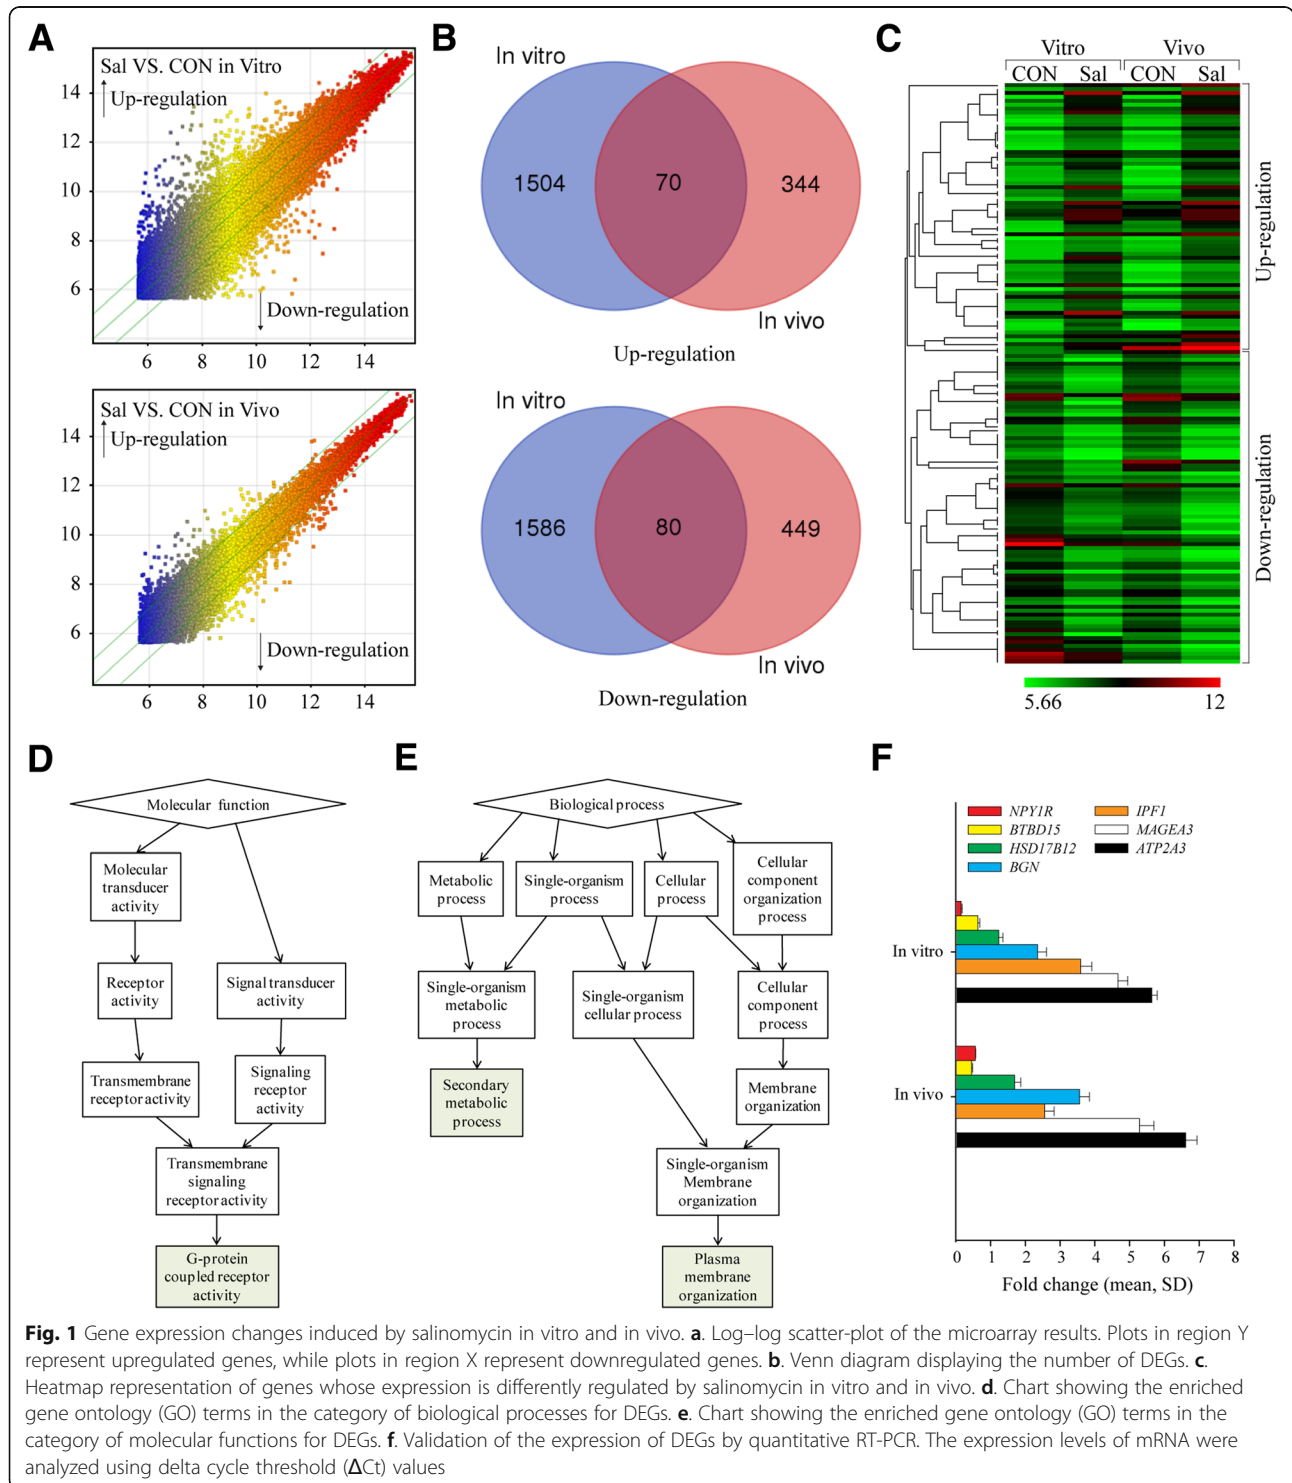 A
Sal VS. CON in Vitro
Up-regulation
Down-regulation
14
12
10
8
6
6 8 10 12 14
Sal VS. CON in Vivo
Up-regulation
Down-regulation
14
12
10
8
6
6 8 10 12 14
B
In vitro
1504 70 344
In vivo
Up-regulation
In vitro
1586 80 449
In vivo
Down-regulation
C
Vitro Vivo
CON Sal CON Sal
Up-regulation
Down-regulation
5.66 12
D
Molecular function
Molecular
transducer
activity
Receptor
activity
Signal transducer
activity
Transmembrane
receptor activity
Signaling
receptor
activity
Transmembrane
signaling
receptor activity
G-protein
coupled receptor
activity
E
Biological process
Metabolic
process
Single-organism
process
Cellular
process
Cellular
component
organization
process
Single-organism
metabolic
process
Single-organism
cellular process
Cellular
component
process
Secondary
metabolic
process
Membrane
organization
Single-organism
Membrane
organization
Plasma
membrane
organization
F
NPY1R
BTBD15
HSD17B12
BGN
IPF1
MAGEA3
ATP2A3
In vitro
In vivo
0 1 2 3 4 5 6 7 8
Fold change (mean, SD)
Fig. 1 Gene expression changes induced by salinomycin in vitro and in vivo. a. Log–log scatter-plot of the microarray results. Plots in region Y
represent upregulated genes, while plots in region X represent downregulated genes. b. Venn diagram displaying the number of DEGs. c.
Heatmap representation of genes whose expression is differently regulated by salinomycin in vitro and in vivo. d. Chart showing the enriched
gene ontology (GO) terms in the category of biological processes for DEGs. e. Chart showing the enriched gene ontology (GO) terms in the
category of molecular functions for DEGs. f. Validation of the expression of DEGs by quantitative RT-PCR. The expression levels of mRNA were
analyzed using delta cycle threshold (ΔCt) values